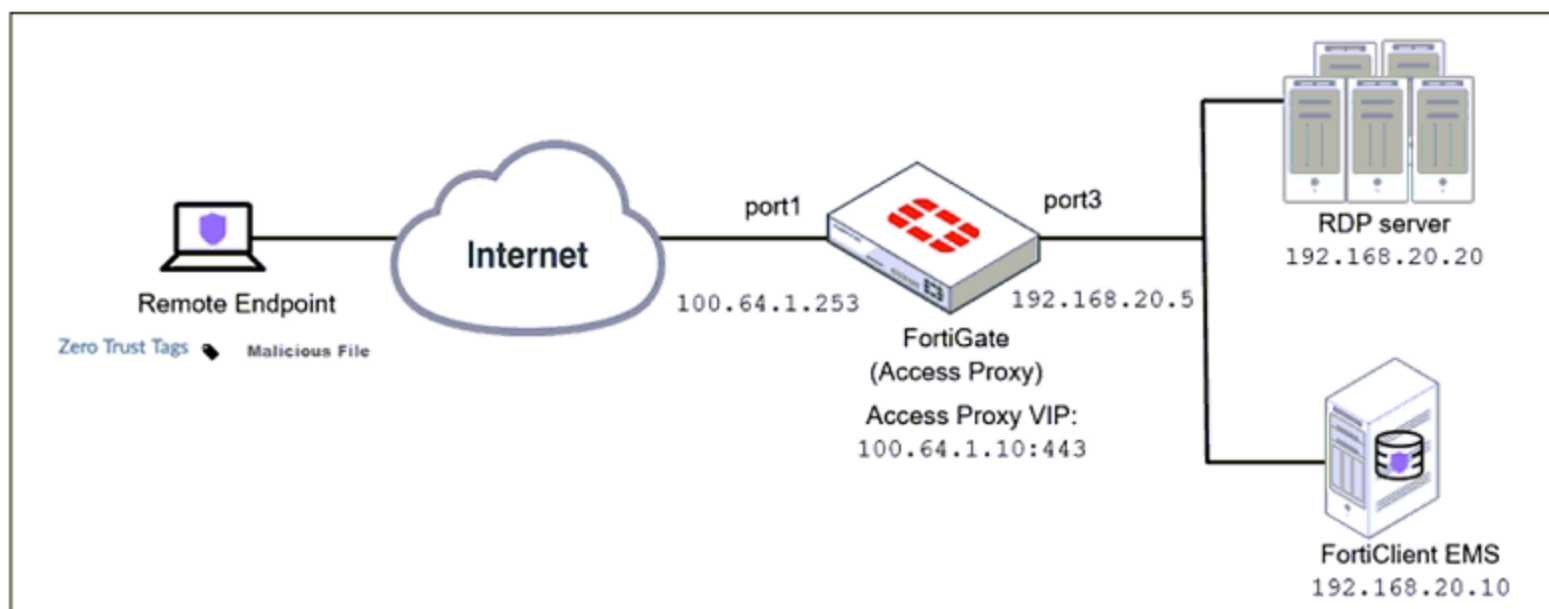 Remote Endpoint
Zero Trust Tags Malicious File
Internet
port1
100.64.1.253
port3
192.168.20.5
FortiGate
(Access Proxy)
Access Proxy VIP:
100.64.1.10:443
RDP server
192.168.20.20
FortiClient EMS
192.168.20.10